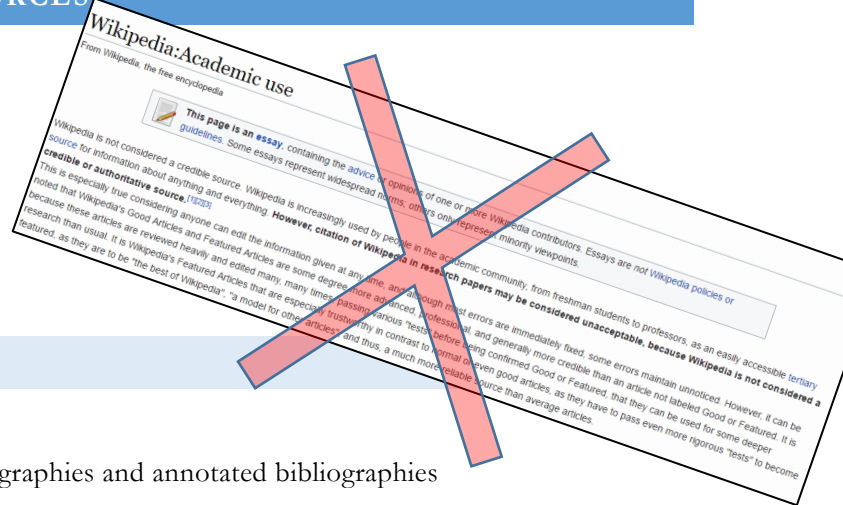 Wikipedia:Academic use
From Wikipedia, the free encyclopedia
This page is an essay, containing the advice or opinions of one or more Wikipedia contributors. Essays are not Wikipedia policies or
guidelines. Some essays represent widespread norms; others only represent minority viewpoints.
Wikipedia is not considered a credible source. Wikipedia is increasingly used by people in the academic community, from freshman students to professors, as an easily accessible tertiary
source for information about anything and everything. However, citation of Wikipedia in research papers may be considered unacceptable, because Wikipedia is not considered a
credible or authoritative source.[1][2][3]
This is especially true considering anyone can edit the information given at any time, and although most errors are immediately fixed, some errors maintain unnoticed. However, it can be
noted that Wikipedia's Good Articles and Featured Articles are some degree more advanced, professional, and generally more credible than an article not labeled Good or Featured. It is
because these articles are reviewed heavily and edited many, many times, passing various "tests" before being confirmed Good or Featured, that they can be used for some deeper
research than usual. It is Wikipedia's Featured Articles that are especially trustworthy in contrast to normal or even good articles, as they have to pass even more rigorous "tests" to become
featured, as they are to be "the best of Wikipedia", "a model for other articles" and thus, a much more reliable source than average articles.
graphies and annotated bibliographies